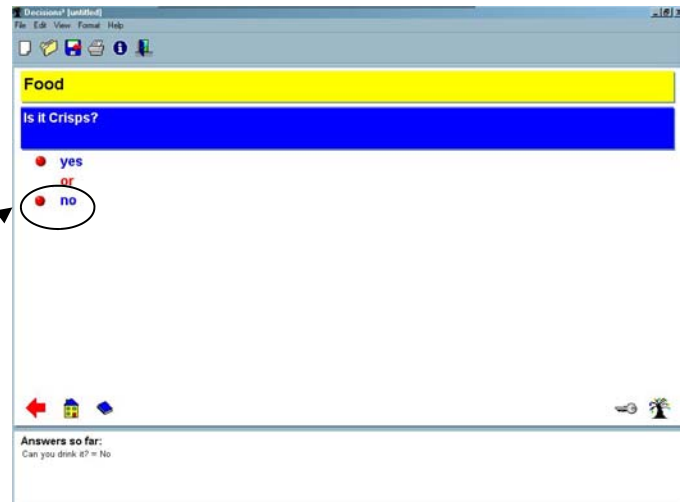 Decisions³ [untitled]
File Edit View Format Help
Food
Is it Crisps?
yes
or
no
Answers so far:
Can you drink it? = No